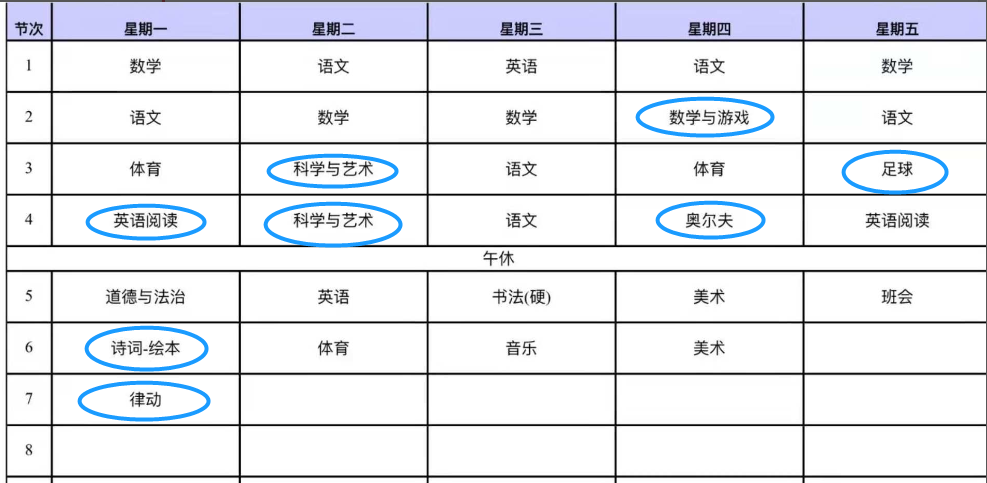 节次 星期一 星期二 星期三 星期四 星期五
1 数学 语文 英语 语文 数学
2 语文 数学 数学 数学与游戏 语文
3 体育 科学与艺术 语文 体育 足球
4 英语阅读 科学与艺术 语文 奥尔夫 英语阅读
午休
5 道德与法治 英语 书法(硬) 美术 班会
6 诗词-绘本 体育 音乐 美术
7 律动
8